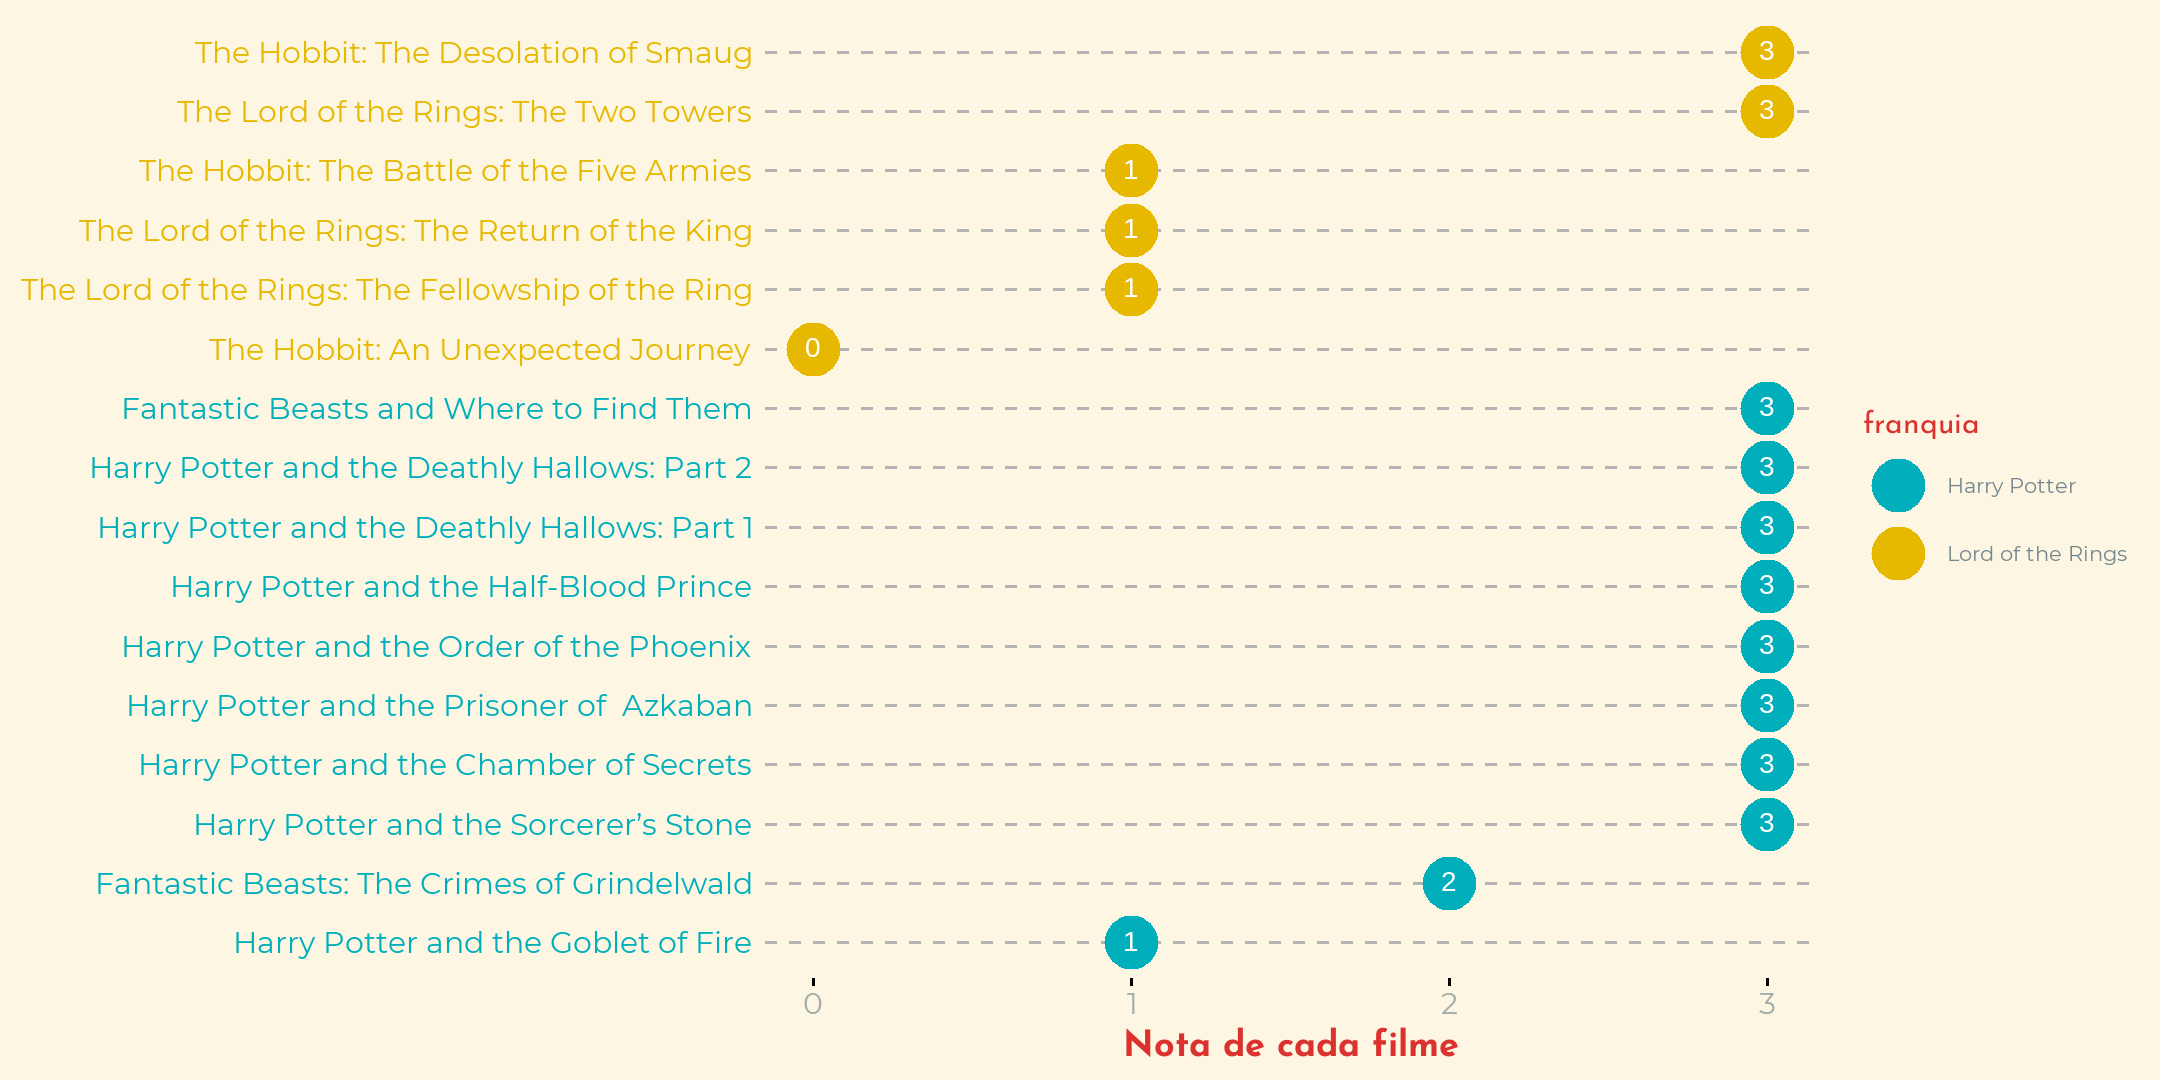 The Hobbit: The Desolation of Smaug 3
The Lord of the Rings: The Two Towers 3
The Hobbit: The Battle of the Five Armies 1
The Lord of the Rings: The Return of the King 1
The Lord of the Rings: The Fellowship of the Ring 1
The Hobbit: An Unexpected Journey 0
Fantastic Beasts and Where to Find Them 3
Harry Potter and the Deathly Hallows: Part 2 3
Harry Potter and the Deathly Hallows: Part 1 3
Harry Potter and the Half-Blood Prince 3
Harry Potter and the Order of the Phoenix 3
Harry Potter and the Prisoner of  Azkaban 3
Harry Potter and the Chamber of Secrets 3
Harry Potter and the Sorcerer’s Stone 3
Fantastic Beasts: The Crimes of Grindelwald 2
Harry Potter and the Goblet of Fire 1
0 1 2 3
Nota de cada filme
franquia
Harry Potter
Lord of the Rings